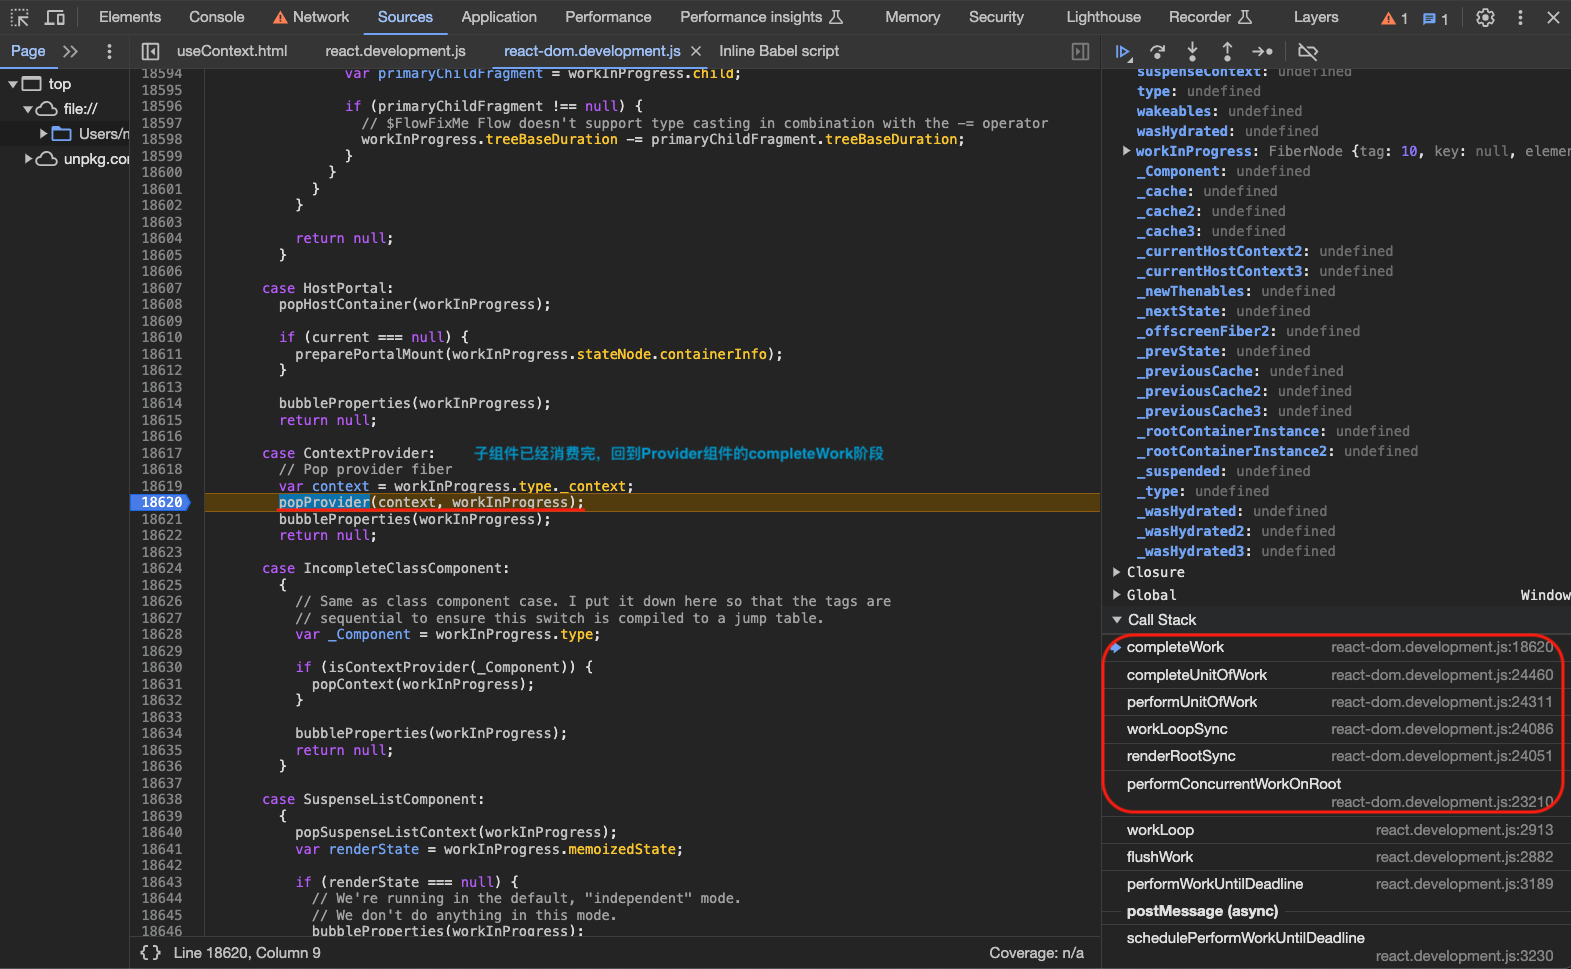 Elements Console Network Sources Application Performance Performance insights Memory Security Lighthouse Recorder Layers 1 1
Page useContext.html react.development.js react-dom.development.js Inline Babel script
top
file://
Users/n
unpkg.cor
18594 var primaryChildFragment = workInProgress.child;
18595
18596 if (primaryChildFragment !== null) {
18597 // $FlowFixMe Flow doesn't support type casting in combination with the -= operator
18598 workInProgress.treeBaseDuration -= primaryChildFragment.treeBaseDuration;
18599 }
18600 }
18601 }
18602 }
18603
18604 return null;
18605 }
18606
18607 case HostPortal:
18608 popHostContainer(workInProgress);
18609
18610 if (current === null) {
18611 preparePortalMount(workInProgress.stateNode.containerInfo);
18612 }
18613
18614 bubbleProperties(workInProgress);
18615 return null;
18616
18617 case ContextProvider: 子组件已经消费完，回到Provider组件的completeWork阶段
18618 // Pop provider fiber
18619 var context = workInProgress.type._context;
18620 popProvider(context, workInProgress);
18621 bubbleProperties(workInProgress);
18622 return null;
18623
18624 case IncompleteClassComponent:
18625 {
18626 // Same as class component case. I put it down here so that the tags are
18627 // sequential to ensure this switch is compiled to a jump table.
18628 var _Component = workInProgress.type;
18629
18630 if (isContextProvider(_Component)) {
18631 popContext(workInProgress);
18632 }
18633
18634 bubbleProperties(workInProgress);
18635 return null;
18636 }
18637
18638 case SuspenseListComponent:
18639 {
18640 popSuspenseListContext(workInProgress);
18641 var renderState = workInProgress.memoizedState;
18642
18643 if (renderState === null) {
18644 // We're running in the default, "independent" mode.
18645 // We don't do anything in this mode.
18646 bubbleProperties(workInProgress);
{} Line 18620, Column 9 Coverage: n/a
suspenseContext: undefined
type: undefined
wakeables: undefined
wasHydrated: undefined
workInProgress: FiberNode {tag: 10, key: null, elemer
_Component: undefined
_cache: undefined
_cache2: undefined
_cache3: undefined
_currentHostContext2: undefined
_currentHostContext3: undefined
_newThenables: undefined
_nextState: undefined
_offscreenFiber2: undefined
_prevState: undefined
_previousCache: undefined
_previousCache2: undefined
_previousCache3: undefined
_rootContainerInstance: undefined
_rootContainerInstance2: undefined
_suspended: undefined
_type: undefined
_wasHydrated: undefined
_wasHydrated2: undefined
_wasHydrated3: undefined
Closure
Global Window
Call Stack
completeWork react-dom.development.js:18620
completeUnitOfWork react-dom.development.js:24460
performUnitOfWork react-dom.development.js:24311
workLoopSync react-dom.development.js:24086
renderRootSync react-dom.development.js:24051
performConcurrentWorkOnRoot
react-dom.development.js:23210
workLoop react.development.js:2913
flushWork react.development.js:2882
performWorkUntilDeadline react.development.js:3189
postMessage (async)
schedulePerformWorkUntilDeadline
react.development.js:3230